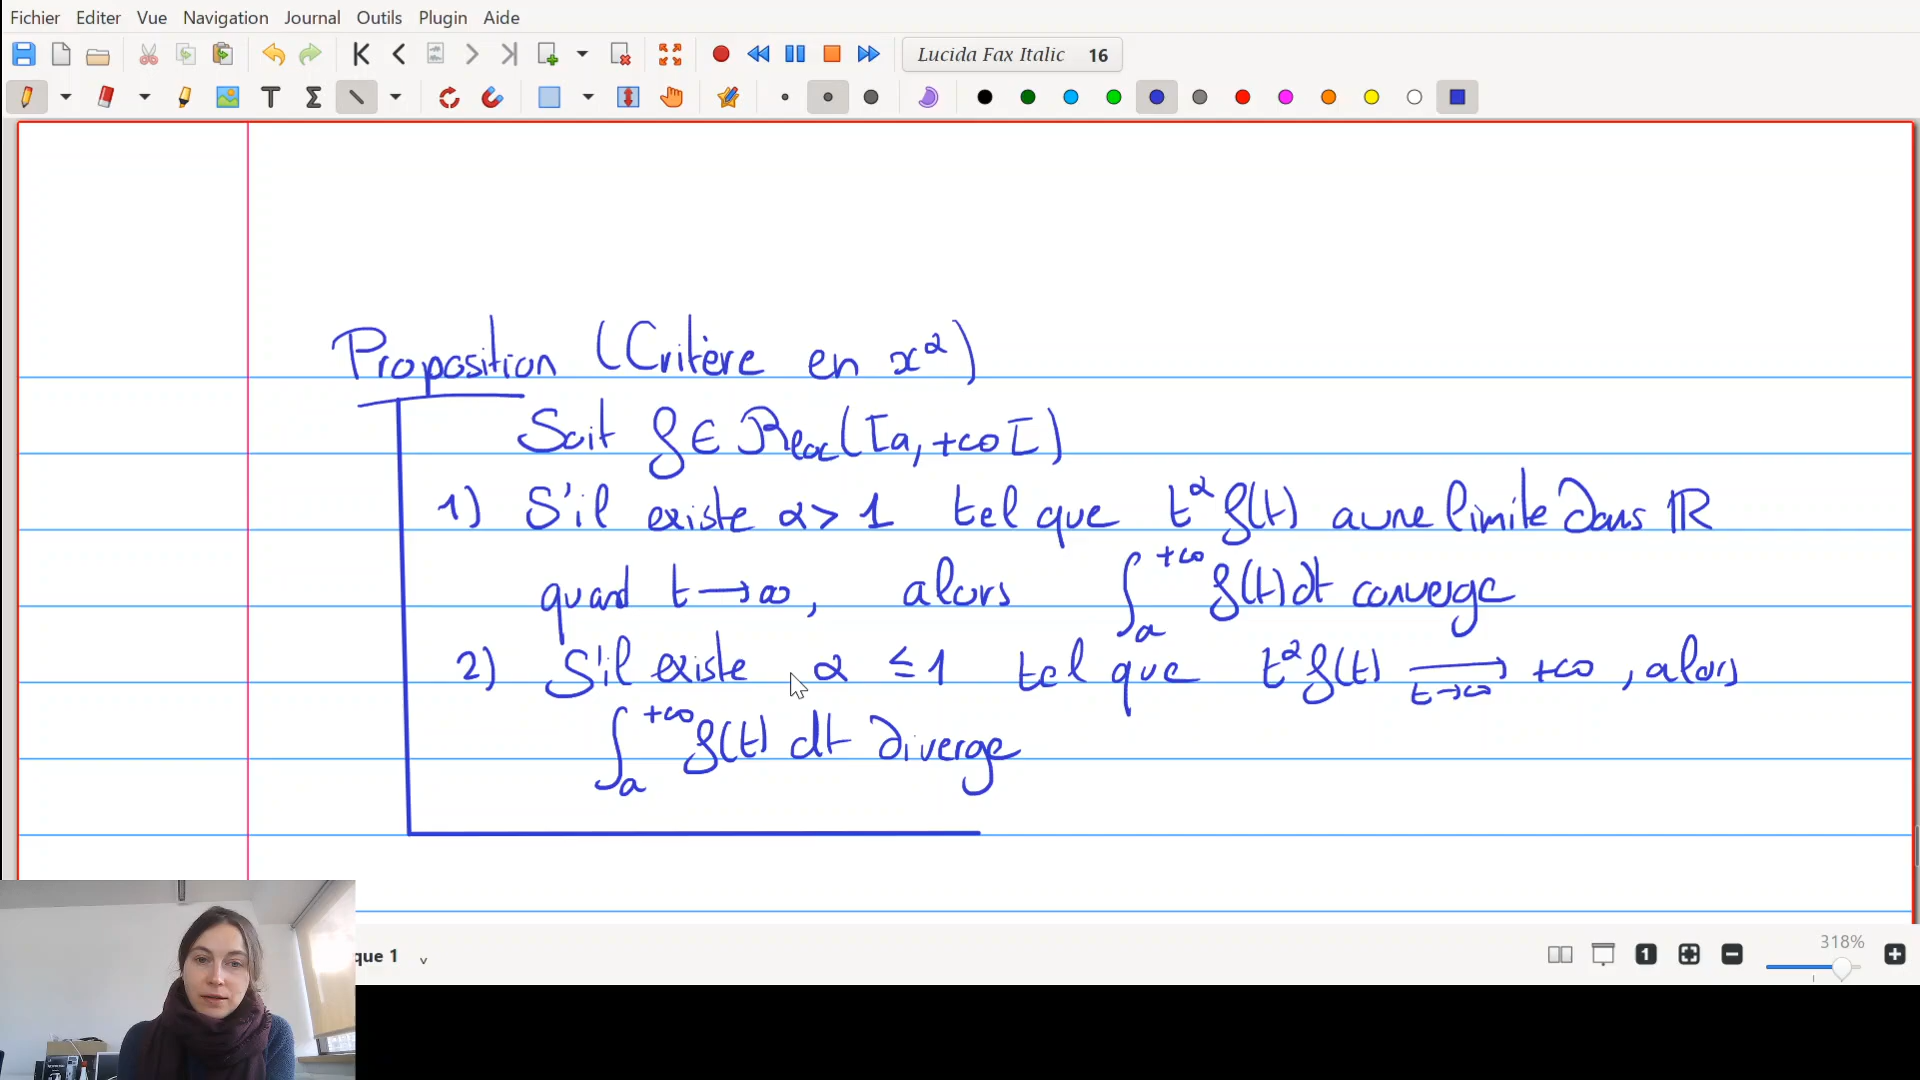 Fichier Editer Vue Navigation Journal Outils Plugin Aide
Lucida Fax Italic 16
Proposition (Critère en x^α)
Soit f ∈ R_loc([a, +∞[)
1) S'il existe α > 1 tel que t^α f(t) a une limite dans ℝ
quand t → ∞, alors ∫_a^{+∞} f(t) dt converge
2) S'il existe α ≤ 1 tel que t^α f(t) →_{t→∞} +∞, alors
∫_a^{+∞} f(t) dt diverge
que 1
318%